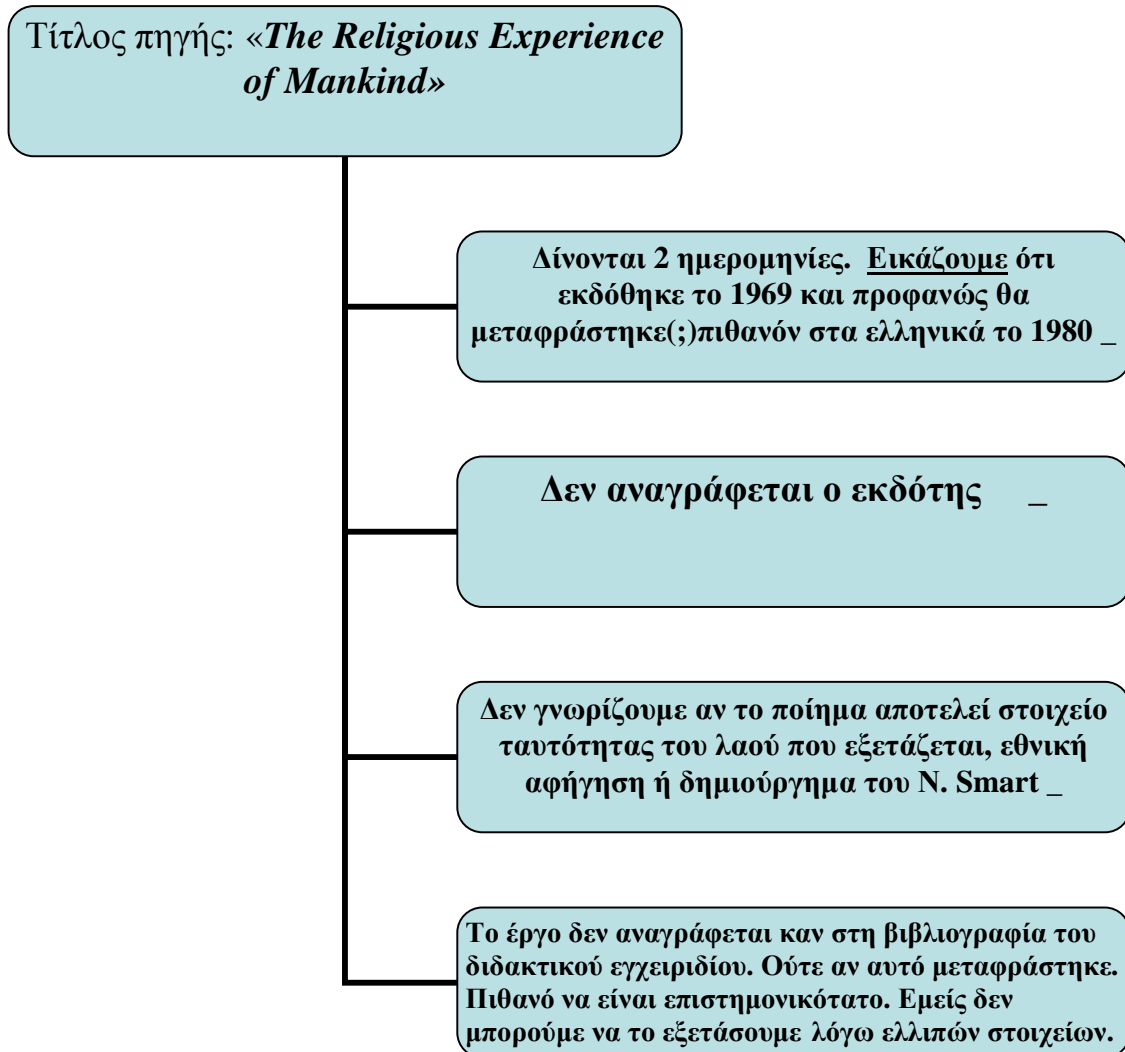 Τίτλος πηγής: «The Religious Experience
of Mankind»
Δίνονται 2 ημερομηνίες. Εικάζουμε ότι
εκδόθηκε το 1969 και προφανώς θα
μεταφράστηκε(;)πιθανόν στα ελληνικά το 1980 _
Δεν αναγράφεται ο εκδότης _
Δεν γνωρίζουμε αν το ποίημα αποτελεί στοιχείο
ταυτότητας του λαού που εξετάζεται, εθνική
αφήγηση ή δημιούργημα του N. Smart _
Το έργο δεν αναγράφεται καν στη βιβλιογραφία του
διδακτικού εγχειριδίου. Ούτε αν αυτό μεταφράστηκε.
Πιθανό να είναι επιστημονικότατο. Εμείς δεν
μπορούμε να το εξετάσουμε λόγω ελλιπών στοιχείων.